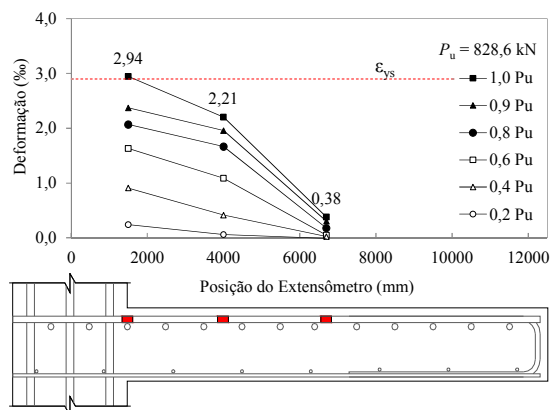 4,0
3,0
2,0
1,0
0,0
Deformação (‰)
2,94
2,21
0,38
εys
Pu = 828,6 kN
1,0 Pu
0,9 Pu
0,8 Pu
0,6 Pu
0,4 Pu
0,2 Pu
0 2000 4000 6000 8000 10000 12000
Posição do Extensômetro (mm)